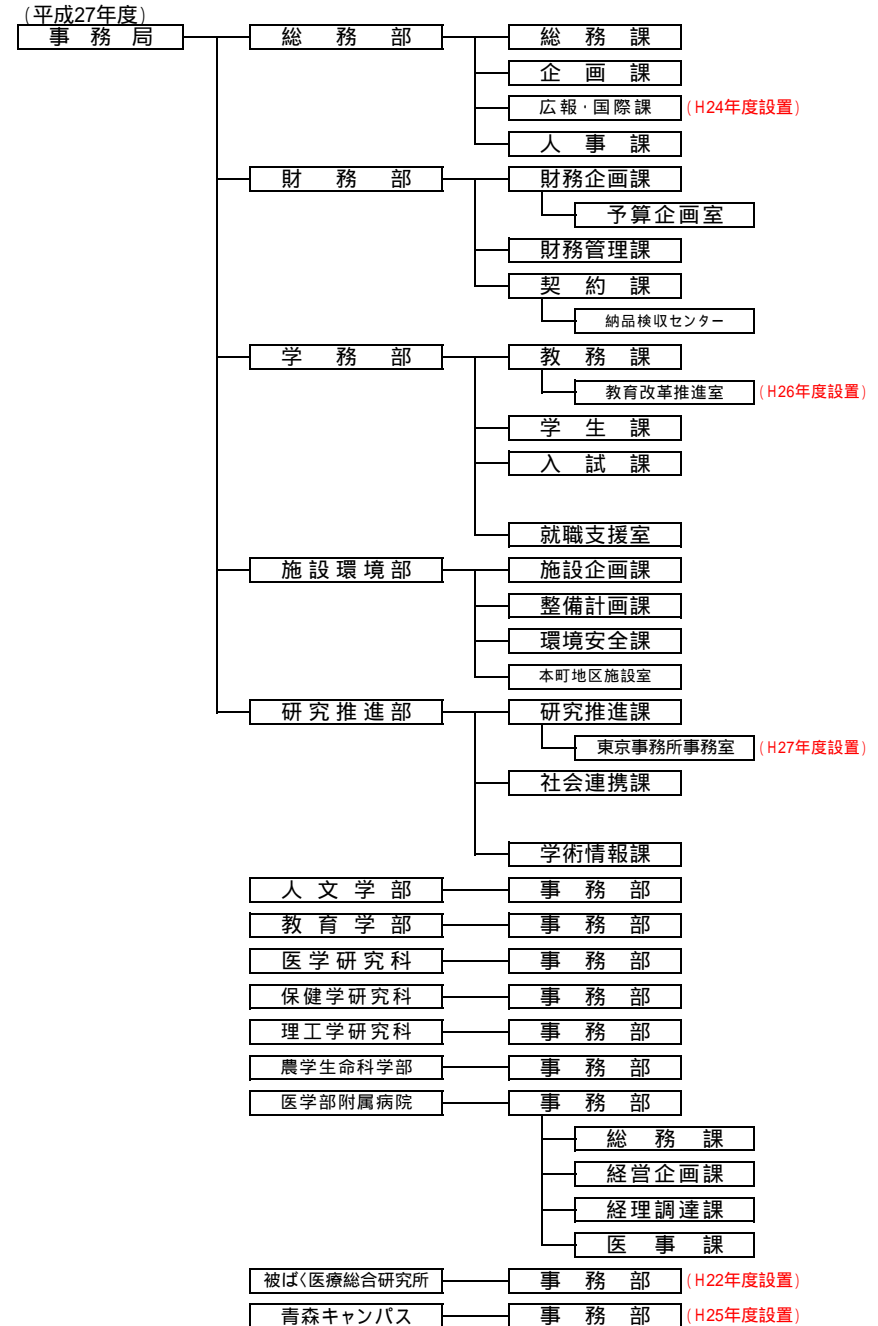 (平成27年度)
事務局 総務部 総務課
企画課
広報・国際課 (H24年度設置)
人事課
財務部 財務企画課
予算企画室
財務管理課
契約課
納品検収センター
学務部 教務課
教育改革推進室 (H26年度設置)
学生課
入試課
就職支援室
施設環境部 施設企画課
整備計画課
環境安全課
本町地区施設室
研究推進部 研究推進課
東京事務所事務室 (H27年度設置)
社会連携課
学術情報課
人文学部 事務部
教育学部 事務部
医学研究科 事務部
保健学研究科 事務部
理工学研究科 事務部
農学生命科学部 事務部
医学部附属病院 事務部
総務課
経営企画課
経理調達課
医事課
被ばく医療総合研究所 事務部 (H22年度設置)
青森キャンパス 事務部 (H25年度設置)